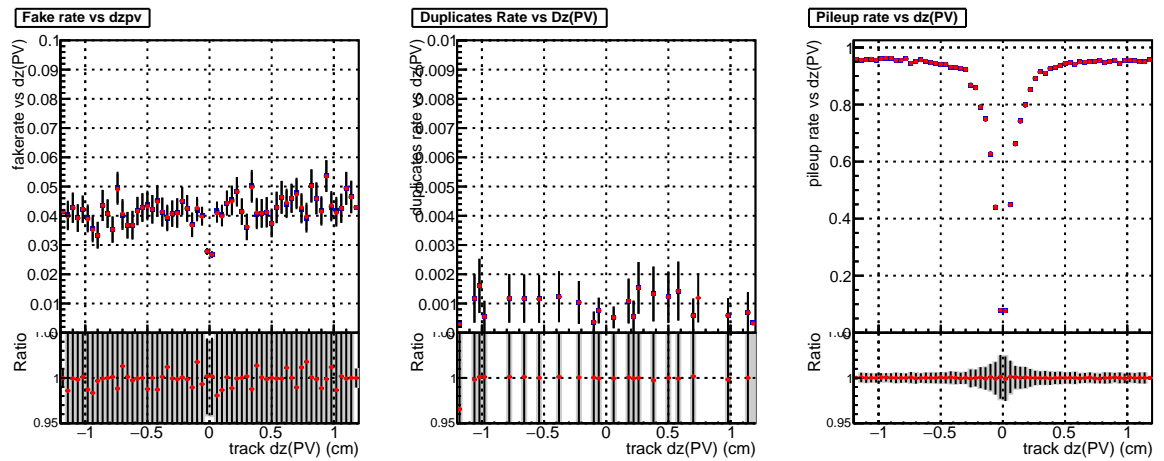 Fake rate vs dzpv
fakerate vs dz(PV)
0.1
0.09
0.08
0.07
0.06
0.05
0.04
0.03
0.02
0.01
0
Ratio
1
0.95
−1 −0.5 0 0.5 1
track dz(PV) (cm)
Duplicates Rate vs Dz(PV)
duplicates rate vs dz(PV)
0.01
0.009
0.008
0.007
0.006
0.005
0.004
0.003
0.002
0.001
0
Ratio
1
0.95
−1 −0.5 0 0.5 1
track dz(PV) (cm)
Pileup rate vs dz(PV)
pileup rate vs dz(PV)
1
0.8
0.6
0.4
0.2
0
Ratio
1
0.95
−1 −0.5 0 0.5 1
track dz(PV) (cm)